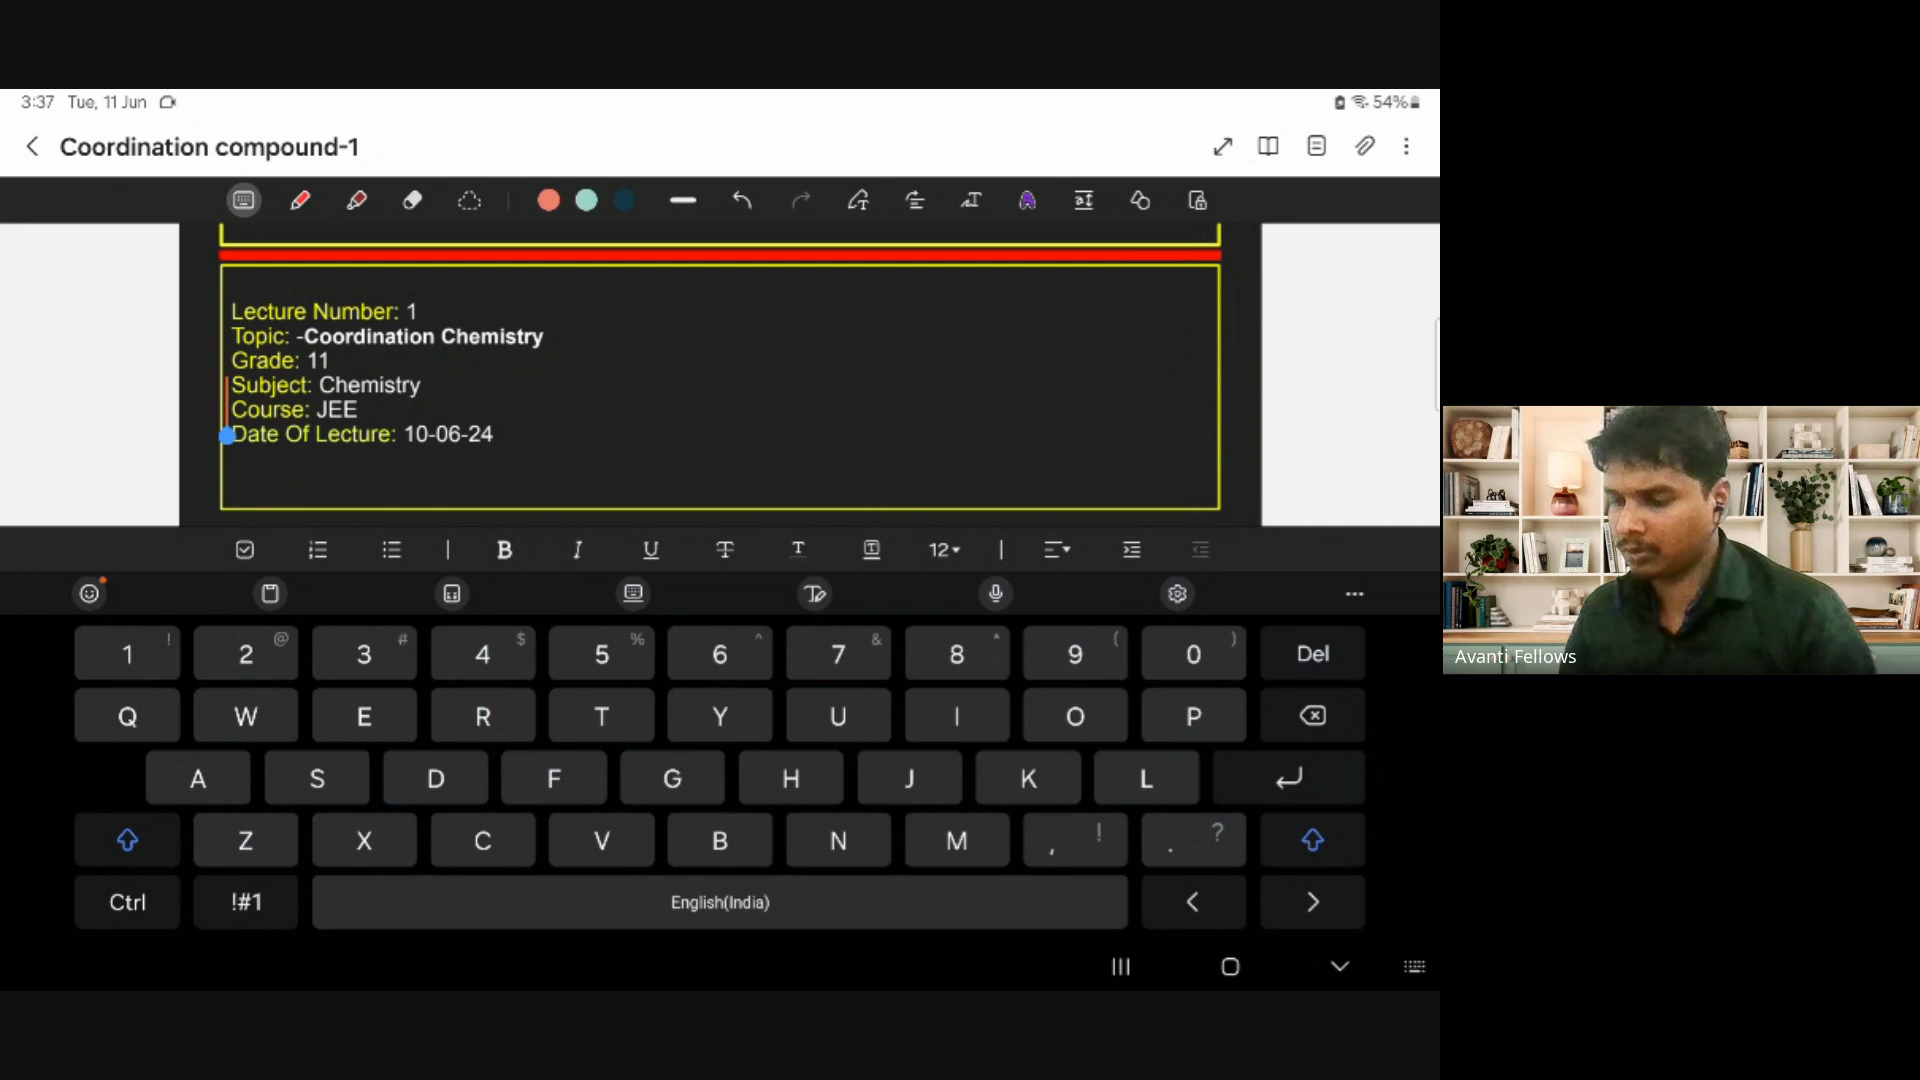 3:37 Tue, 11 Jun 54%
Coordination compound-1
Lecture Number: 1
Topic: -Coordination Chemistry
Grade: 11
Subject: Chemistry
Course: JEE
Date Of Lecture: 10-06-24
B I U T T T 12
1 ! 2 @ 3 # 4 $ 5 % 6 ^ 7 & 8 * 9 ( 0 ) Del
Q W E R T Y U I O P
A S D F G H J K L
Z X C V B N M , ! . ?
Ctrl !#1 English(India) < >
Avanti Fellows